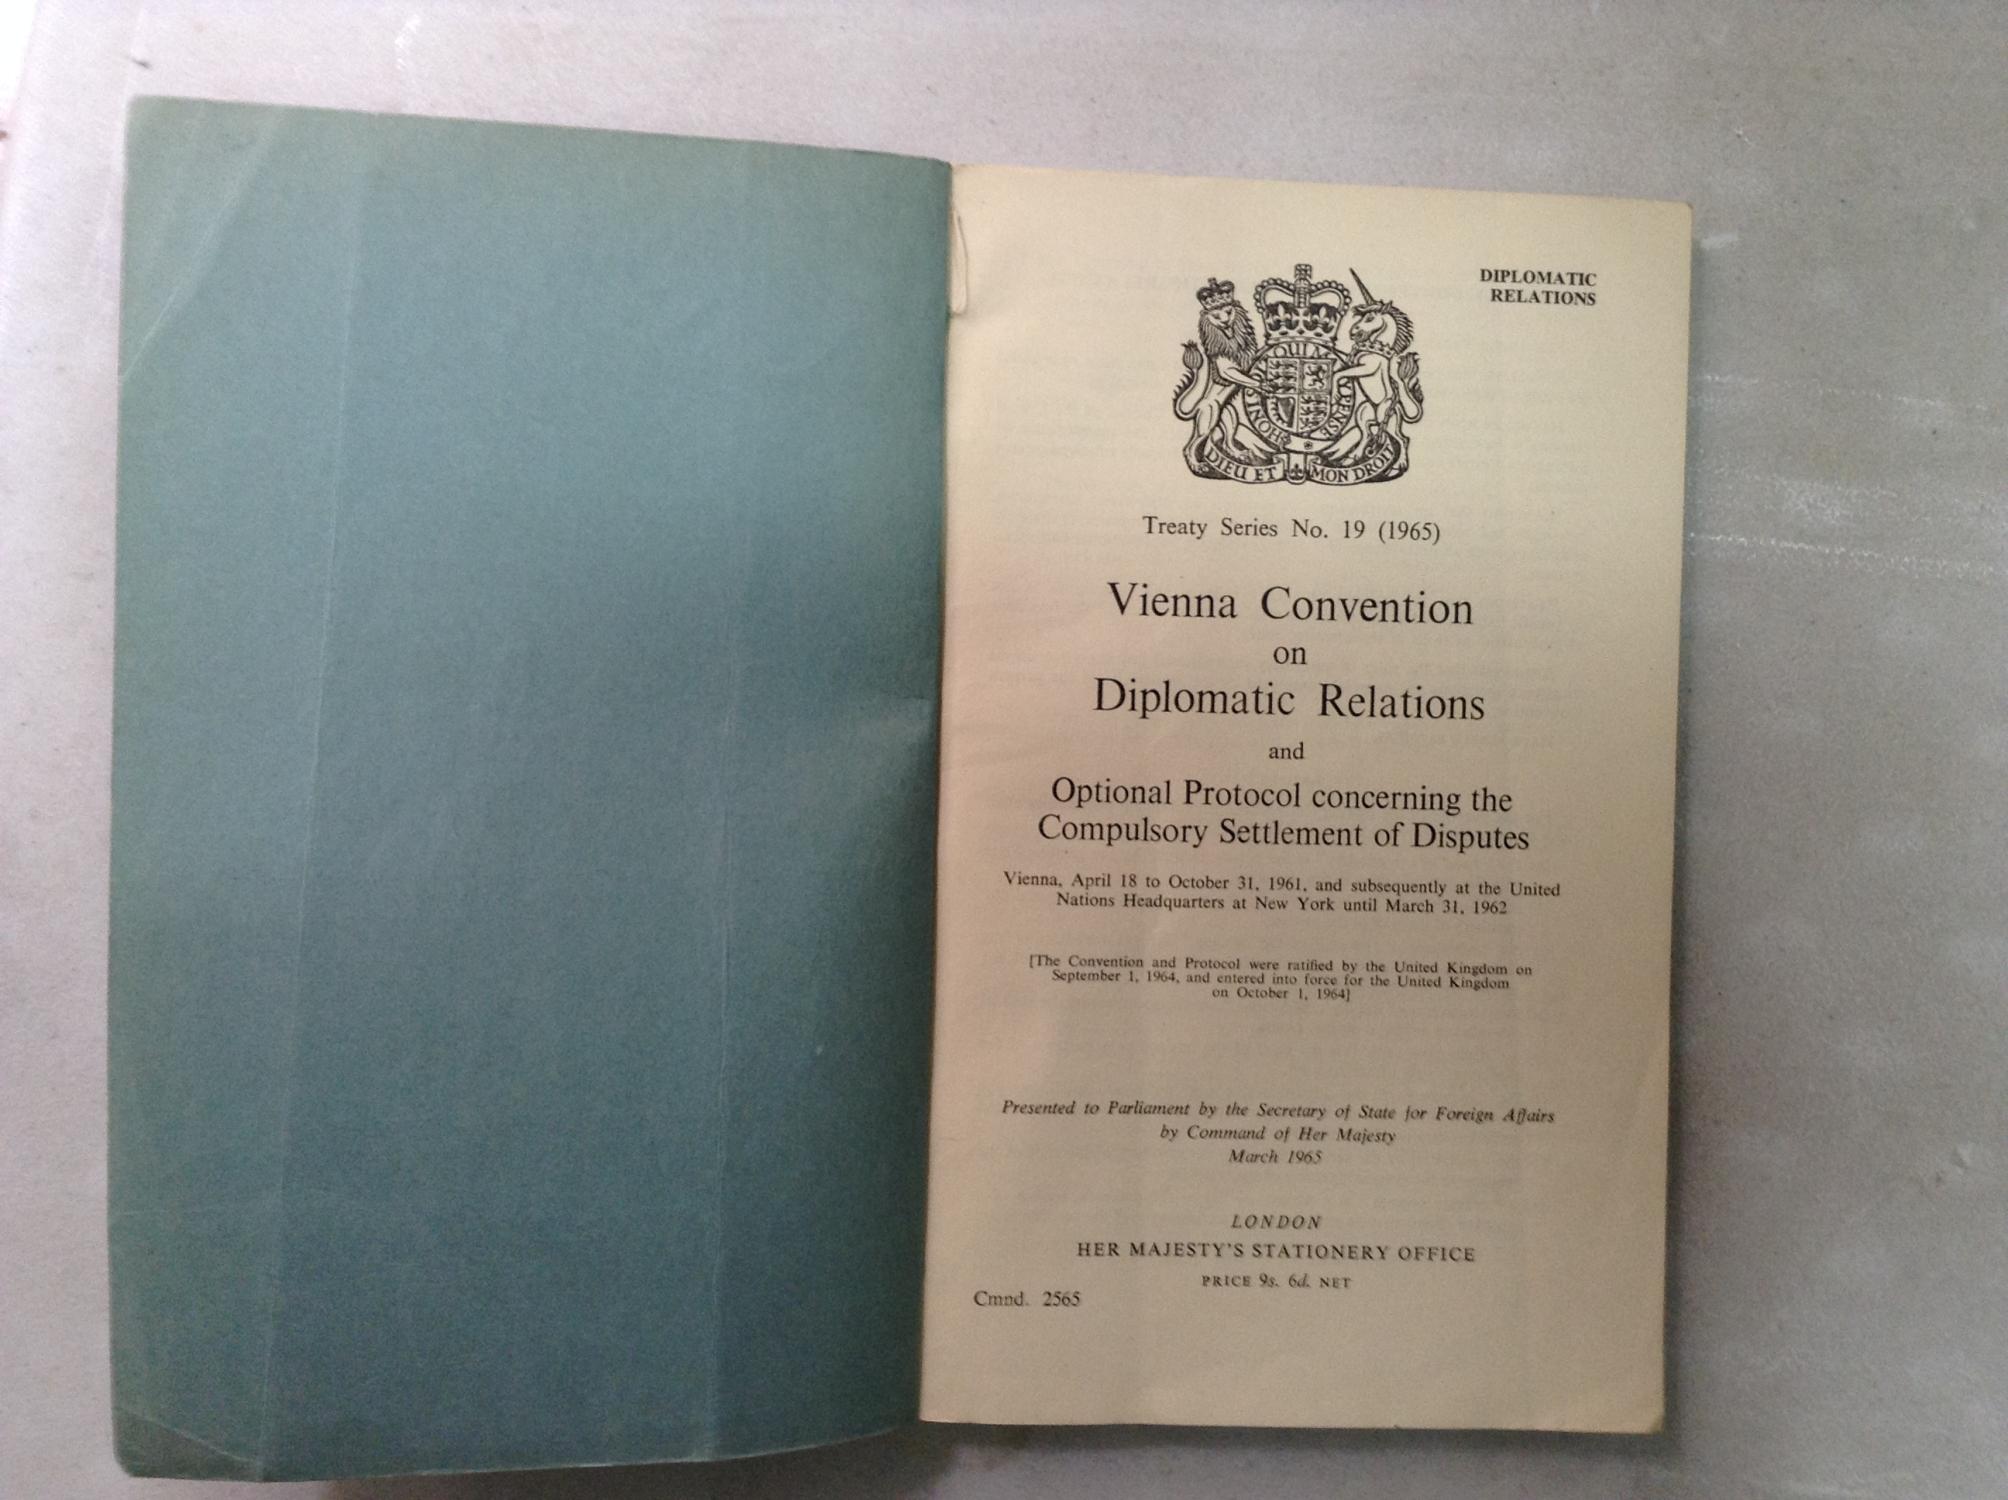 DIPLOMATIC
RELATIONS
HONI SOIT QUI MAL Y PENSE
DIEU ET MON DROIT
Treaty Series No. 19 (1965)
Vienna Convention
on
Diplomatic Relations
and
Optional Protocol concerning the
Compulsory Settlement of Disputes
Vienna, April 18 to October 31, 1961, and subsequently at the United
Nations Headquarters at New York until March 31, 1962
[The Convention and Protocol were ratified by the United Kingdom on
September 1, 1964, and entered into force for the United Kingdom
on October 1, 1964]
Presented to Parliament by the Secretary of State for Foreign Affairs
by Command of Her Majesty
March 1965
LONDON
HER MAJESTY'S STATIONERY OFFICE
PRICE 9s. 6d. NET
Cmnd. 2565